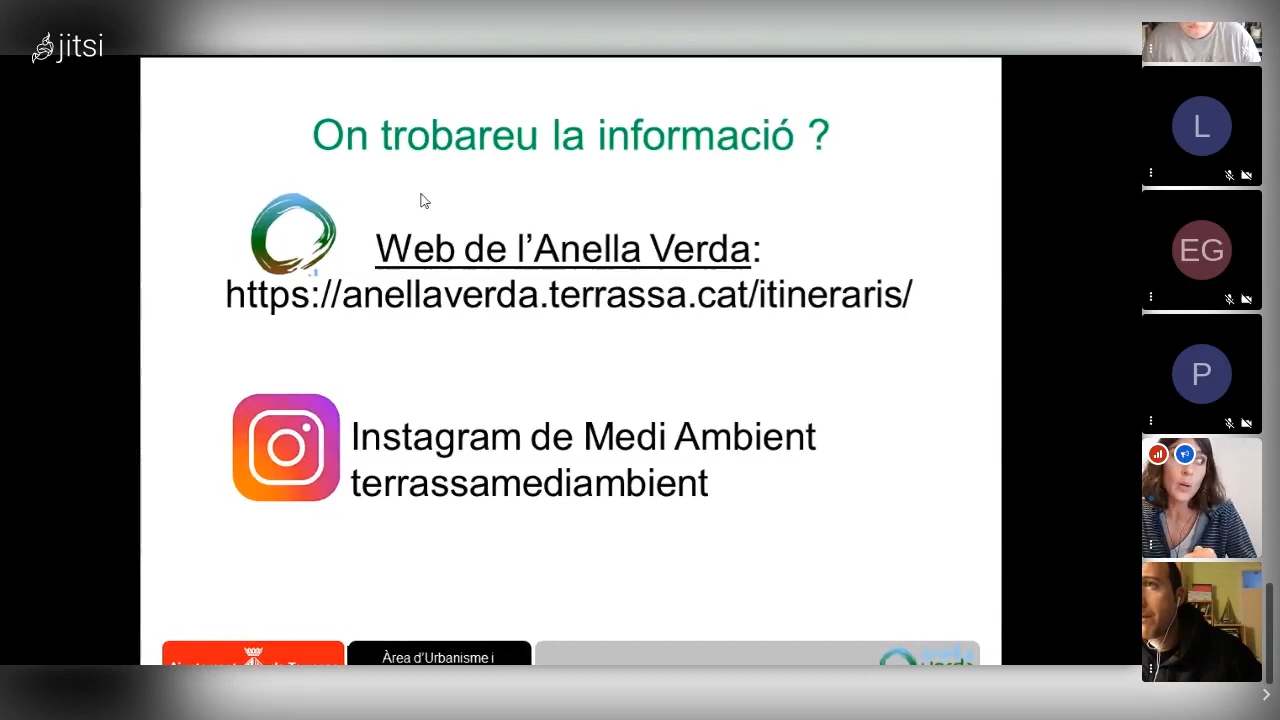 jitsi
On trobareu la informació ?
Web de l’Anella Verda:
https://anellaverda.terrassa.cat/itineraris/
Instagram de Medi Ambient
terrassamediambient
Àrea d’Urbanisme i
L
EG
P